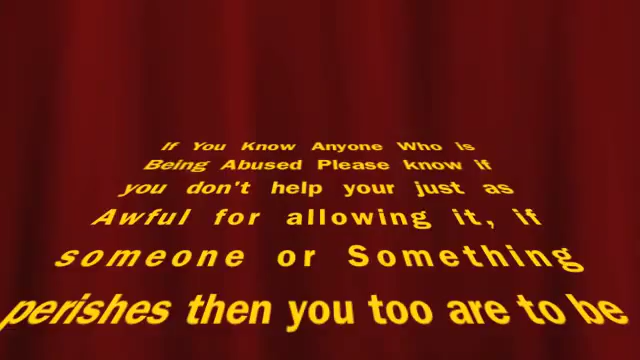 If You Know Anyone Who is
Being Abused Please know if
you don't help your just as
Awful for allowing it, if
someone or Something
perishes then you too are to be